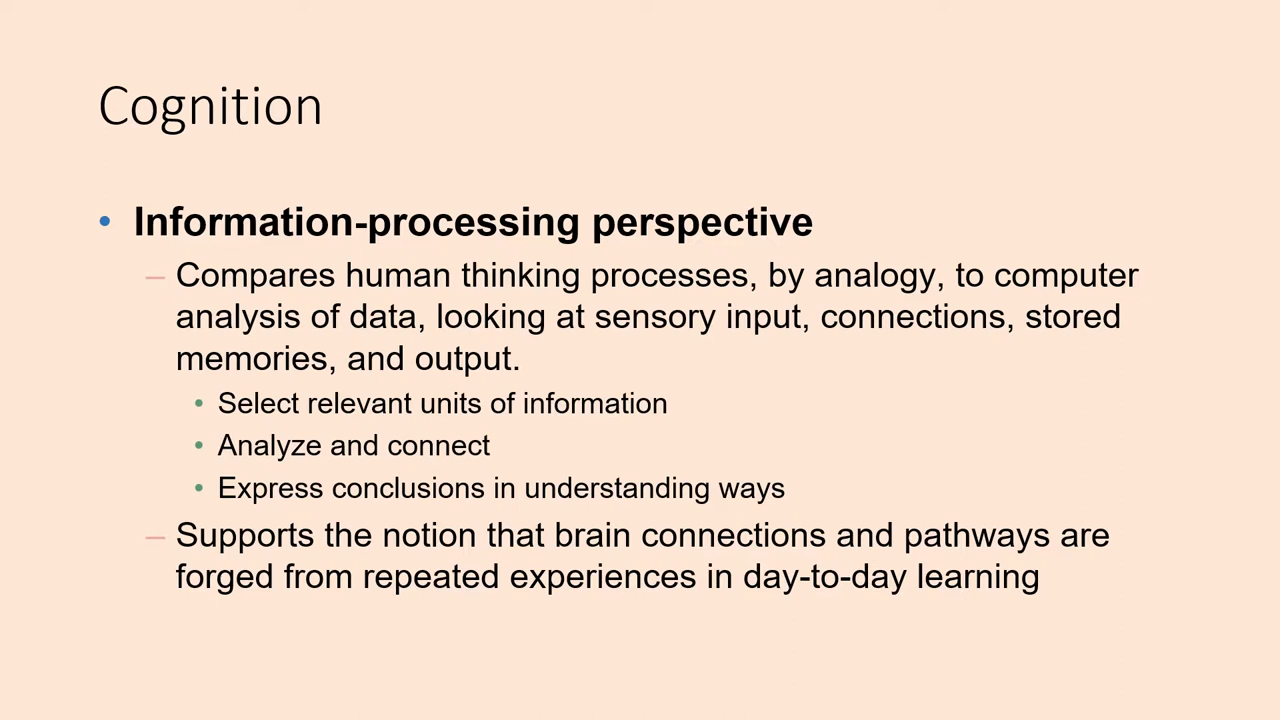 Cognition
• Information-processing perspective
– Compares human thinking processes, by analogy, to computer
analysis of data, looking at sensory input, connections, stored
memories, and output.
• Select relevant units of information
• Analyze and connect
• Express conclusions in understanding ways
– Supports the notion that brain connections and pathways are
forged from repeated experiences in day-to-day learning